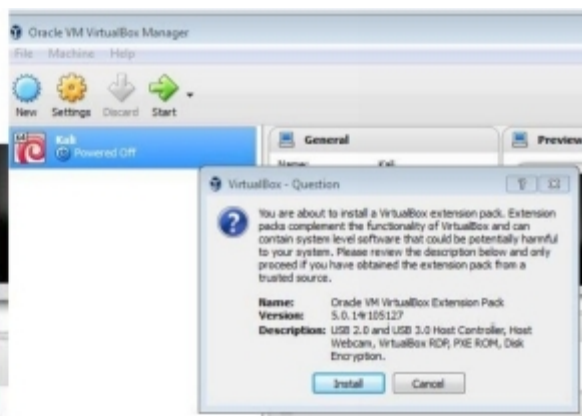 Oracle VM VirtualBox Manager
File Machine Help
New Settings Discard Start
64
Kali
Powered Off
General
Name: Kali
Preview
VirtualBox - Question
You are about to install a VirtualBox extension pack. Extension
packs complement the functionality of VirtualBox and can
contain system level software that could be potentially harmful
to your system. Please review the description below and only
proceed if you have obtained the extension pack from a
trusted source.
Name: Oracle VM VirtualBox Extension Pack
Version: 5.0.14r105127
Description: USB 2.0 and USB 3.0 Host Controller, Host
Webcam, VirtualBox RDP, PXE ROM, Disk
Encryption.
Install Cancel